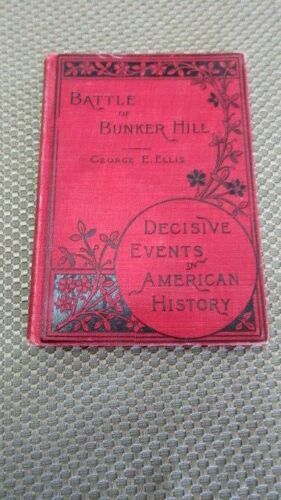 BATTLE
OF
BUNKER HILL
GEORGE E. ELLIS
DECISIVE
EVENTS
IN
AMERICAN
HISTORY